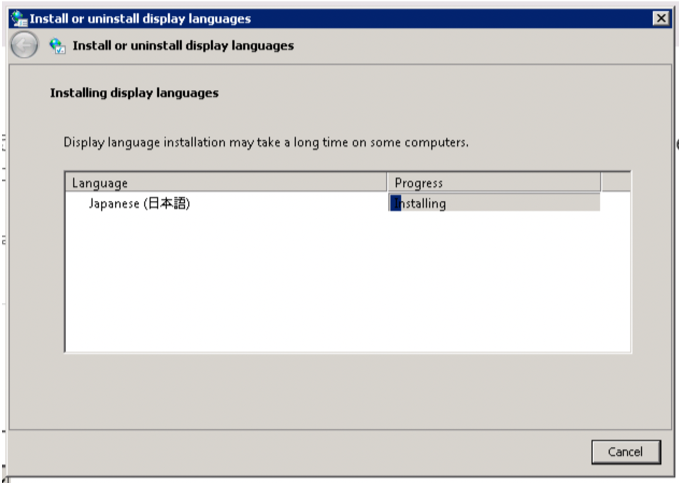 Install or uninstall display languages
Install or uninstall display languages
Installing display languages
Display language installation may take a long time on some computers.
Language Progress
Japanese (日本語) Installing
Cancel